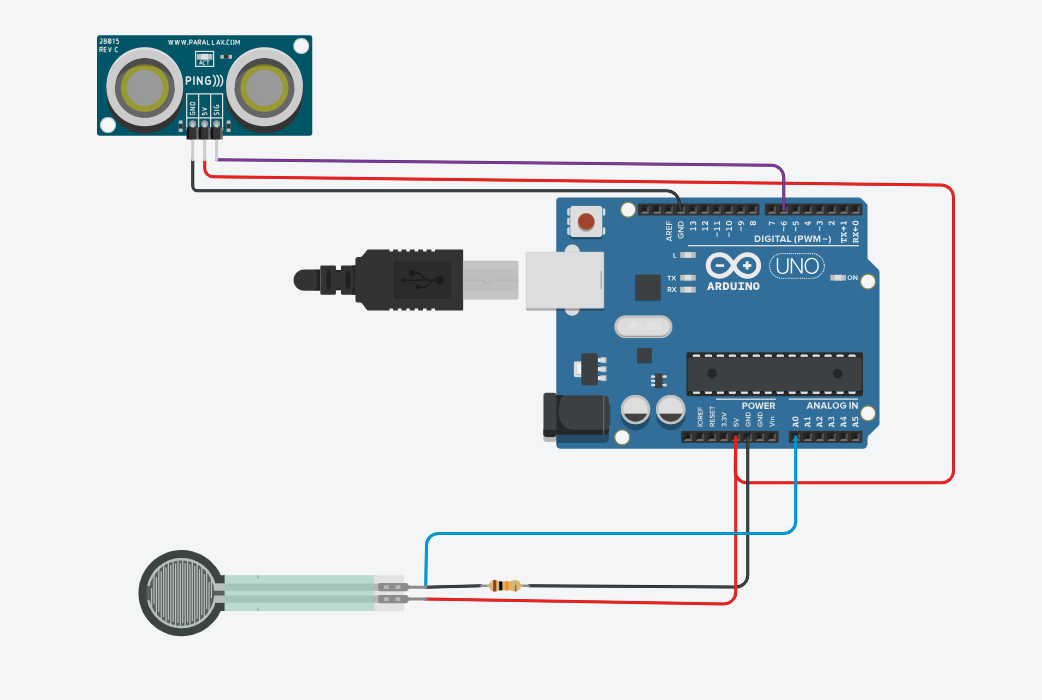 28015
REV C
WWW.PARALLAX.COM
ACT
PING)))
GND
5V
SIG
AREF
GND
13
12
~11
~10
~9
8
7
~6
~5
4
~3
2
TX→1
RX←0
DIGITAL (PWM~)
L
TX
RX
ARDUINO
UNO
ON
POWER
ANALOG IN
IOREF
RESET
3.3V
5V
GND
GND
Vin
A0
A1
A2
A3
A4
A5